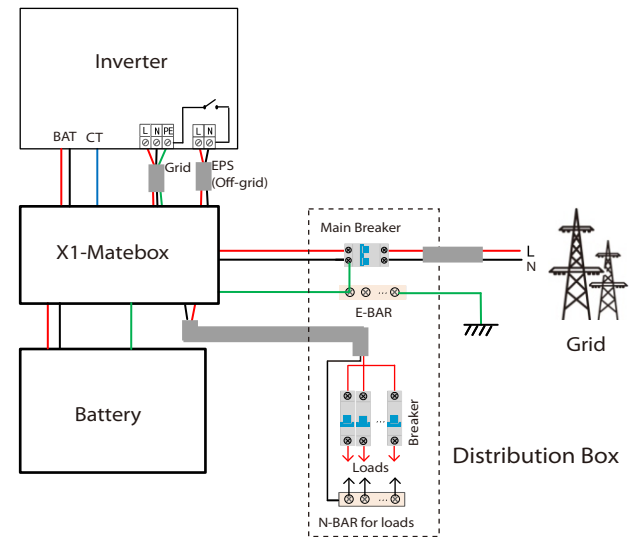 Inverter
L N PE
L N
BAT CT
Grid
EPS
(Off-grid)
Main Breaker
X1-Matebox
L
N
...
E-BAR
Grid
Battery
...
Breaker
Loads
Distribution Box
...
N-BAR for loads